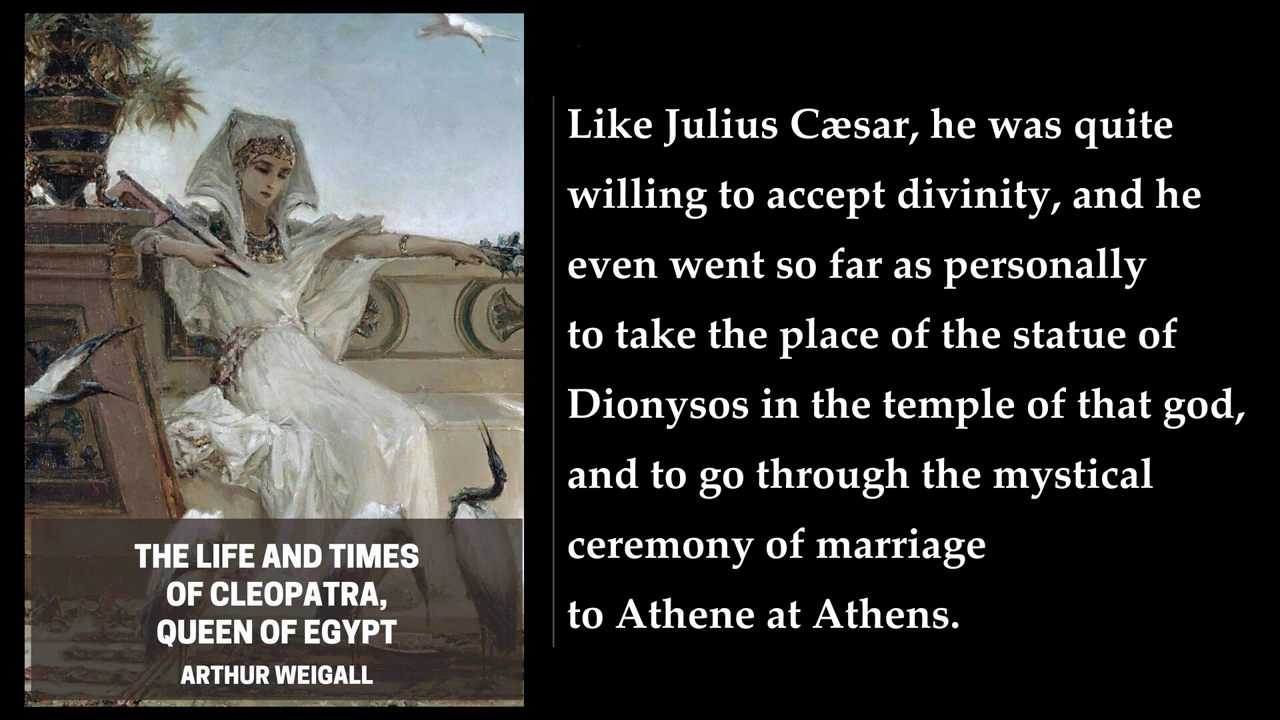 THE LIFE AND TIMES
OF CLEOPATRA,
QUEEN OF EGYPT
ARTHUR WEIGALL
Like Julius Cæsar, he was quite
willing to accept divinity, and he
even went so far as personally
to take the place of the statue of
Dionysos in the temple of that god,
and to go through the mystical
ceremony of marriage
to Athene at Athens.